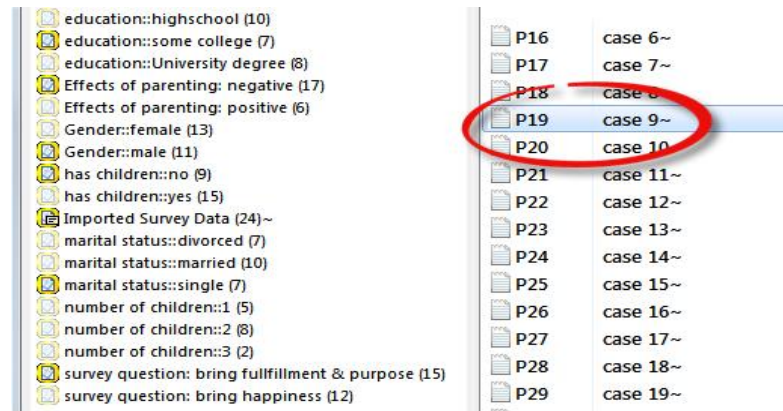 education::highschool (10)
education::some college (7)
education::University degree (8)
Effects of parenting: negative (17)
Effects of parenting: positive (6)
Gender::female (13)
Gender::male (11)
has children::no (9)
has children::yes (15)
Imported Survey Data (24)~
marital status::divorced (7)
marital status::married (10)
marital status::single (7)
number of children::1 (5)
number of children::2 (8)
number of children::3 (2)
survey question: bring fullfillment & purpose (15)
survey question: bring happiness (12)
P16 case 6~
P17 case 7~
P18 case 8~
P19 case 9~
P20 case 10
P21 case 11~
P22 case 12~
P23 case 13~
P24 case 14~
P25 case 15~
P26 case 16~
P27 case 17~
P28 case 18~
P29 case 19~